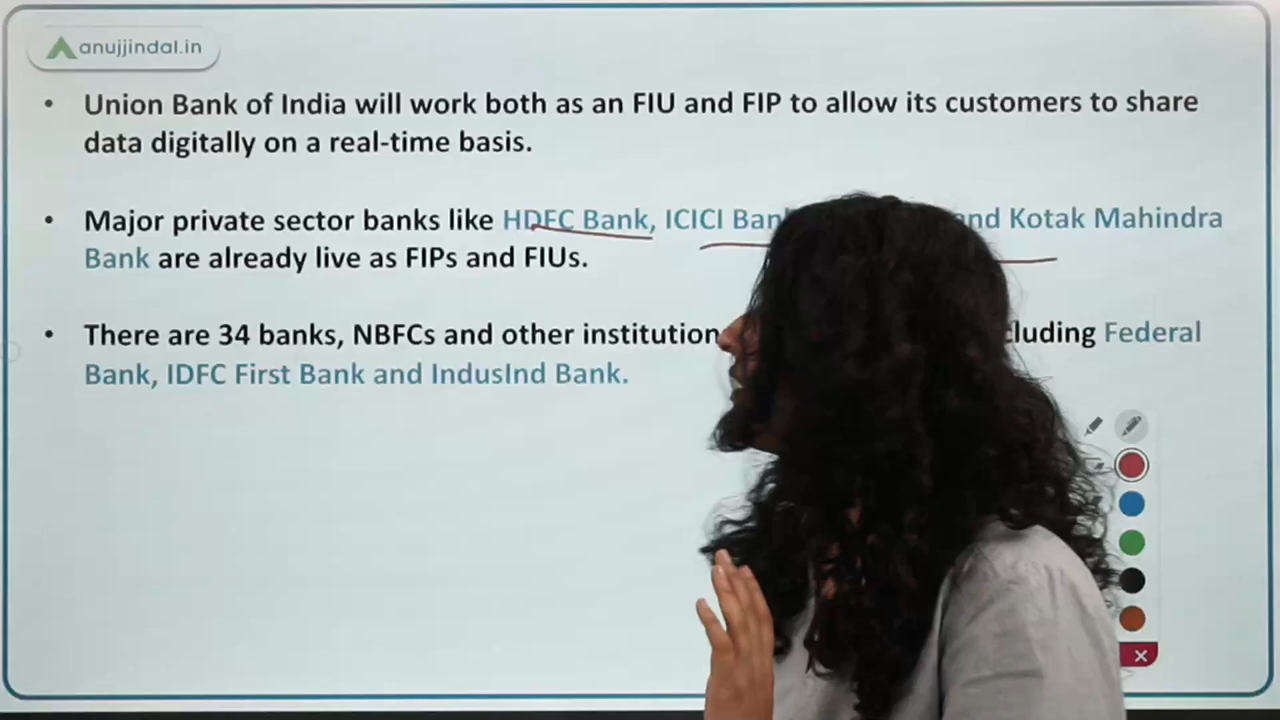 anujjindal.in
• Union Bank of India will work both as an FIU and FIP to allow its customers to share
data digitally on a real-time basis.
• Major private sector banks like HDFC Bank, ICICI and Kotak Mahindra
Bank are already live as FIPs and FIUs.
• There are 34 banks, NBFCs and other Federal
Bank, IDFC First Bank and IndusInd Bank.